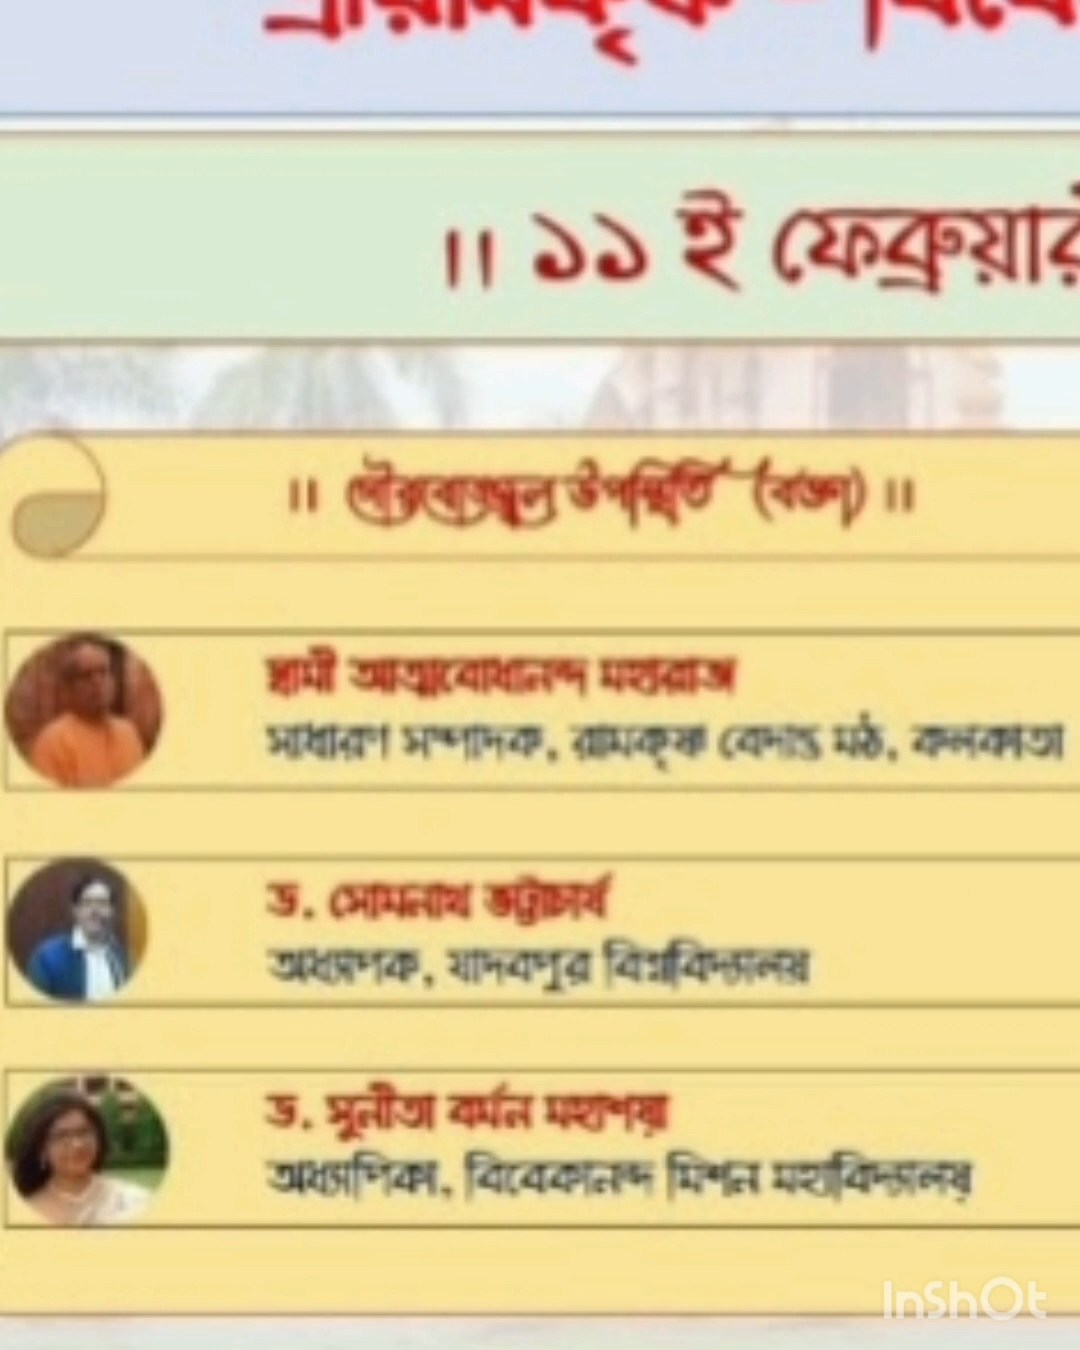 শ্রীরামকৃষ্ণ - বিবে
॥ ১১ ই ফেব্রুয়ারি
॥ গৌরবোজ্জ্বল উপস্থিতি (বক্তা) ॥
স্বামী আত্মবোধানন্দ মহারাজ
সাধারণ সম্পাদক, রামকৃষ্ণ বেদান্ত মঠ, কলকাতা
ড. সোমনাথ ভট্টাচার্য
অধ্যাপক, যাদবপুর বিশ্ববিদ্যালয়
ড. সুনীতা বর্মন মহাশয়া
অধ্যাপিকা, বিবেকানন্দ মিশন মহাবিদ্যালয়
InShOt